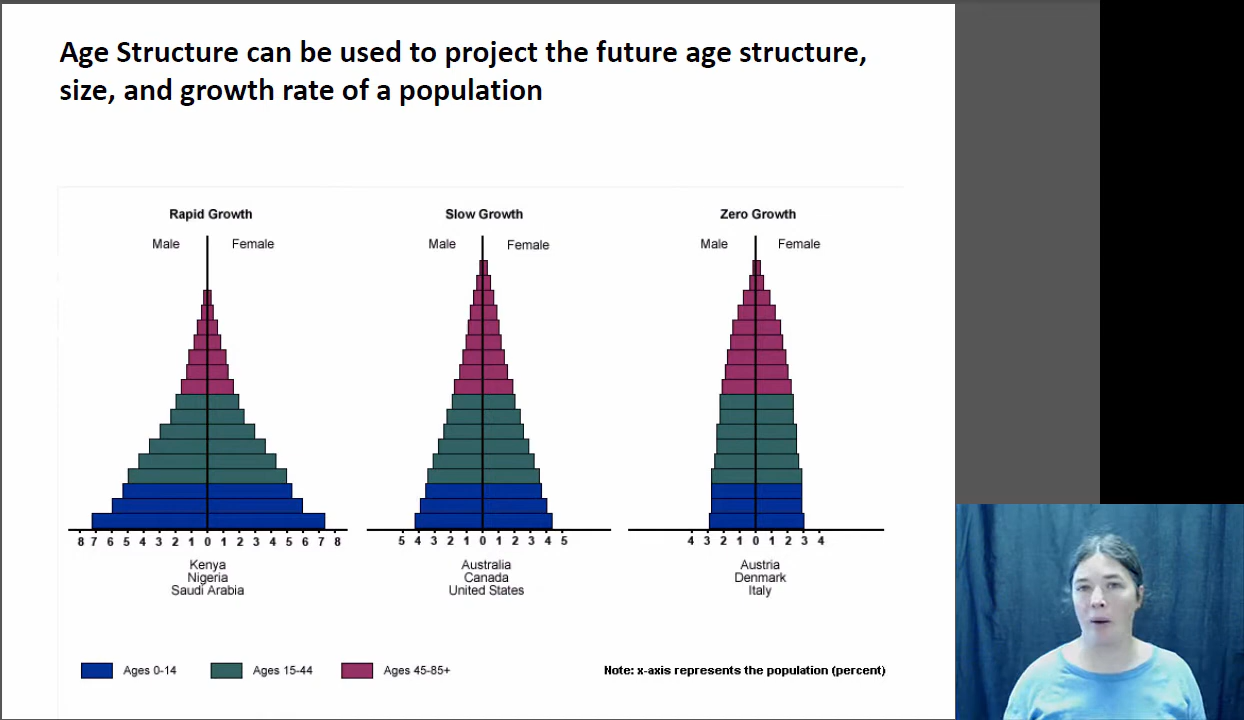 Age Structure can be used to project the future age structure,
size, and growth rate of a population
Rapid Growth
Male Female
8 7 6 5 4 3 2 1 0 1 2 3 4 5 6 7 8
Kenya
Nigeria
Saudi Arabia
Slow Growth
Male Female
5 4 3 2 1 0 1 2 3 4 5
Australia
Canada
United States
Zero Growth
Male Female
4 3 2 1 0 1 2 3 4
Austria
Denmark
Italy
Ages 0-14 Ages 15-44 Ages 45-85+
Note: x-axis represents the population (percent)